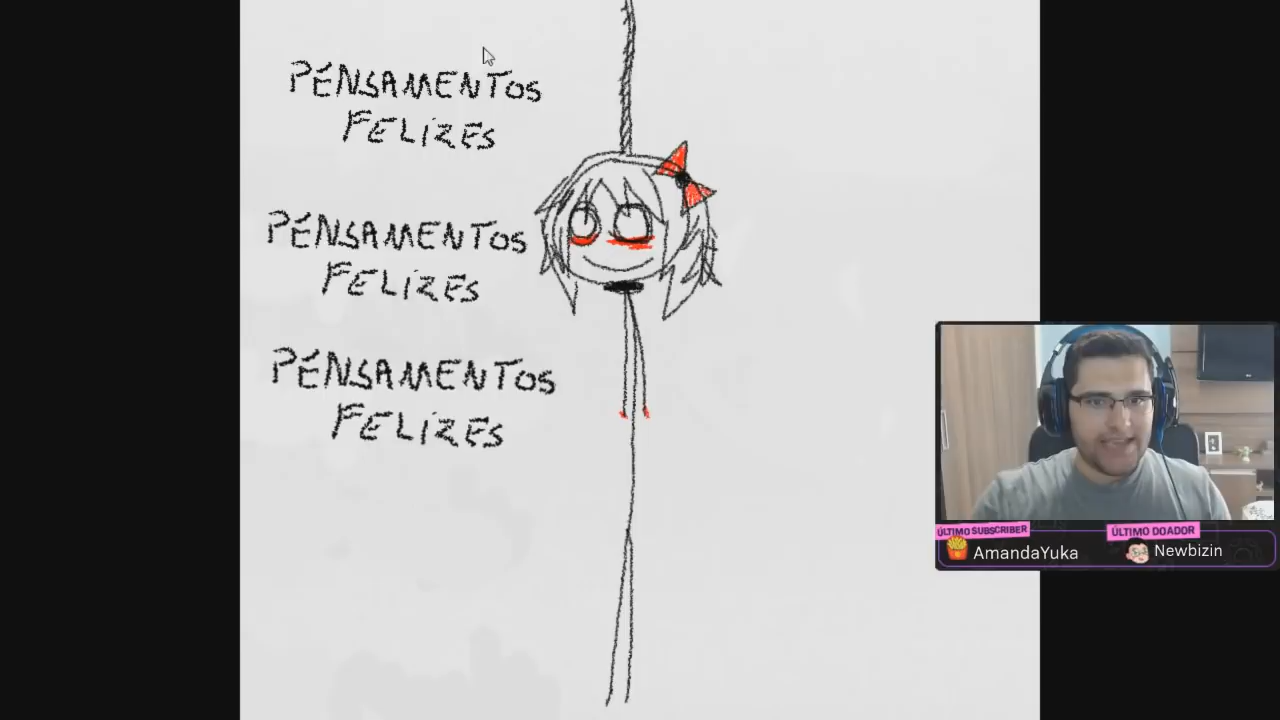 PENSAMENTOS
FELIZES
PENSAMENTOS
FELIZES
PENSAMENTOS
FELIZES
ÚLTIMO SUBSCRIBER
AmandaYuka
ÚLTIMO DOADOR
Newbizin